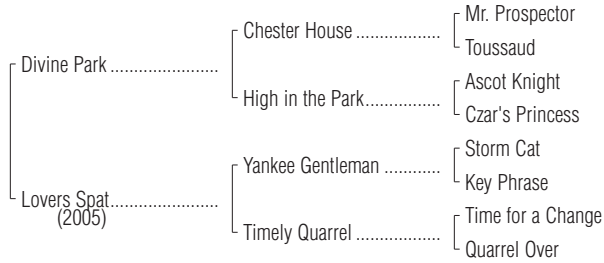 Mr. Prospector
Chester House ..................
Toussaud
Divine Park .......................
Ascot Knight
High in the Park................
Czar's Princess
Storm Cat
Yankee Gentleman ............
Key Phrase
Lovers Spat.......................
(2005)
Time for a Change
Timely Quarrel ..................
Quarrel Over